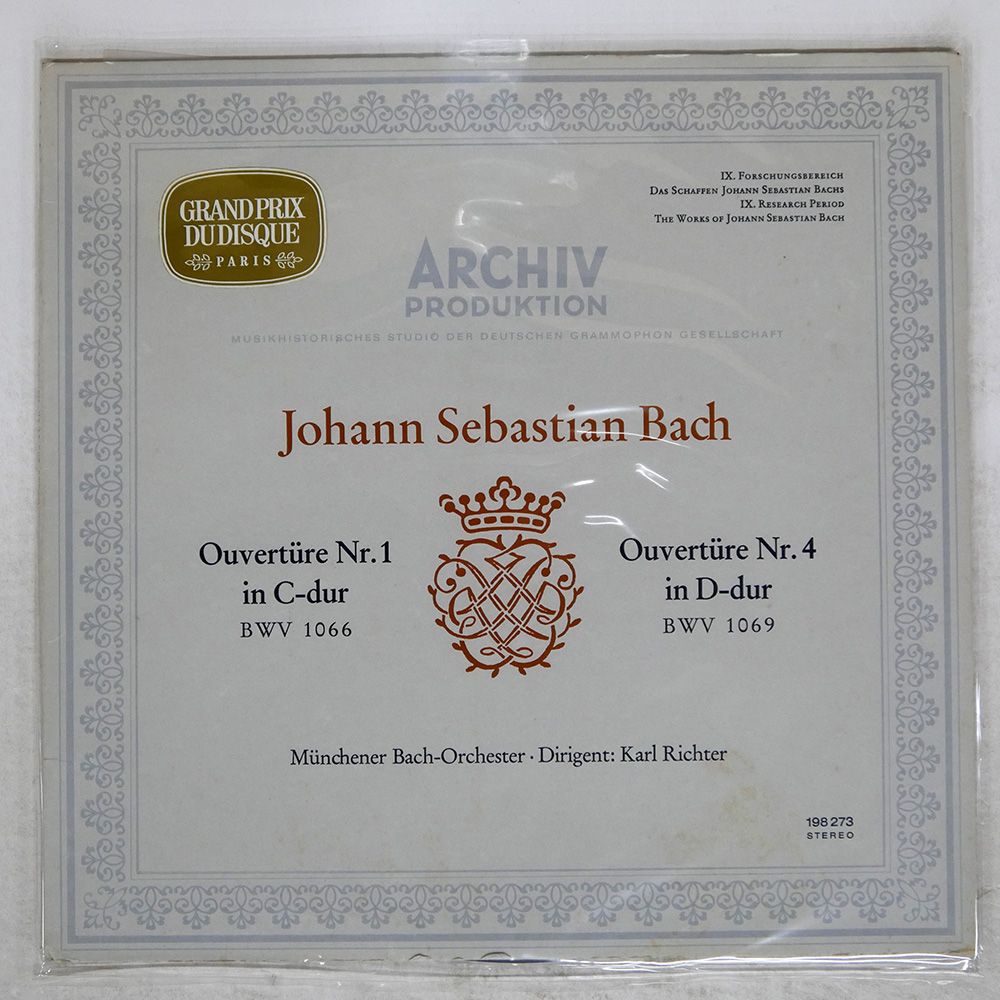 GRAND PRIX
DU DISQUE
PARIS
IX. Forschungsbereich
Das Schaffen Johann Sebastian Bachs
IX. Research Period
The Works of Johann Sebastian Bach
ARCHIV
PRODUKTION
MUSIKHISTORISCHES STUDIO DER DEUTSCHEN GRAMMOPHON GESELLSCHAFT
Johann Sebastian Bach
Ouvertüre Nr. 1
in C-dur
BWV 1066
Ouvertüre Nr. 4
in D-dur
BWV 1069
Münchener Bach-Orchester · Dirigent: Karl Richter
198 273
STEREO